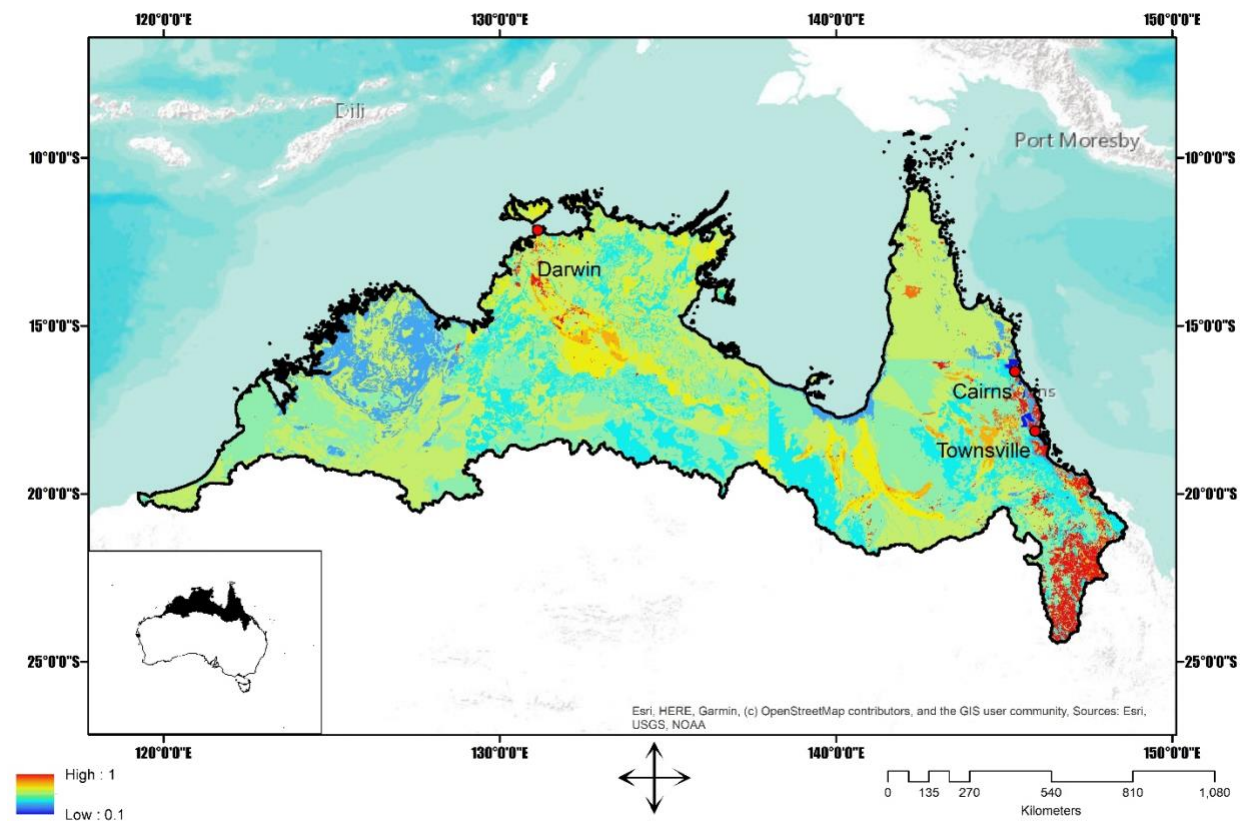 120°0'0"E 130°0'0"E 140°0'0"E 150°0'0"E
Dili
Port Moresby
10°0'0"S 10°0'0"S
Darwin
15°0'0"S 15°0'0"S
Cairns
Townsville
20°0'0"S 20°0'0"S
25°0'0"S 25°0'0"S
Esri, HERE, Garmin, (c) OpenStreetMap contributors, and the GIS user community, Sources: Esri,
USGS, NOAA
120°0'0"E 130°0'0"E 140°0'0"E 150°0'0"E
High : 1
Low : 0.1
0 135 270 540 810 1,080
Kilometers